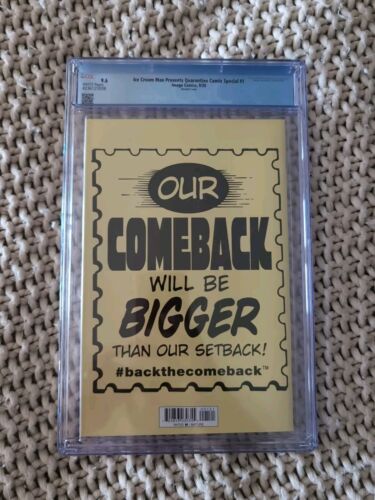 9.6
Ice Cream Man Presents Quarantine Comix Special #1
Image Comics, 9/20
OUR
COMEBACK
WILL BE
BIGGER
THAN OUR SETBACK!
#backthecomeback™